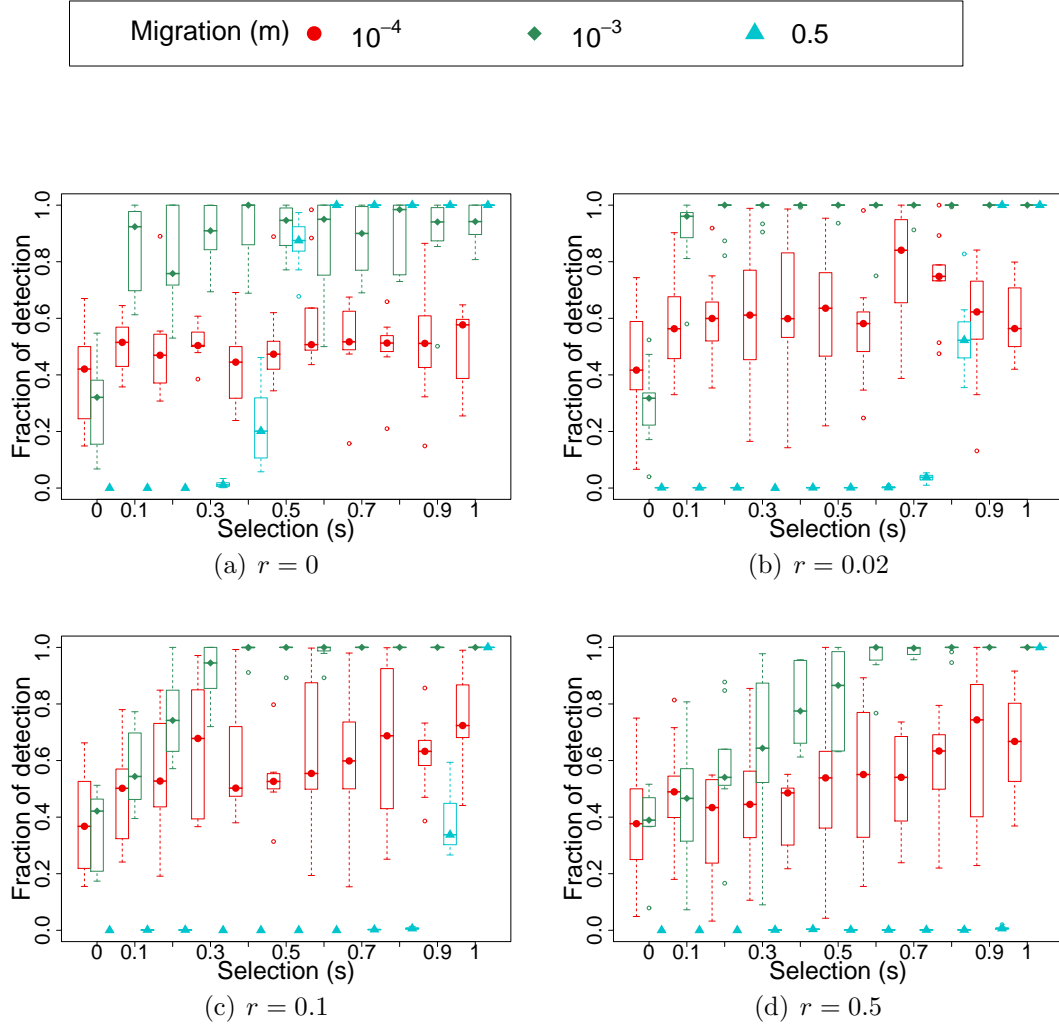 Migration (m) 10⁻⁴ 10⁻³ 0.5
Fraction of detection
0.0 0.2 0.4 0.6 0.8 1.0
0 0.1 0.3 0.5 0.7 0.9 1
Selection (s)
(a) r = 0
Fraction of detection
0.0 0.2 0.4 0.6 0.8 1.0
0 0.1 0.3 0.5 0.7 0.9 1
Selection (s)
(b) r = 0.02
Fraction of detection
0.0 0.2 0.4 0.6 0.8 1.0
0 0.1 0.3 0.5 0.7 0.9 1
Selection (s)
(c) r = 0.1
Fraction of detection
0.0 0.2 0.4 0.6 0.8 1.0
0 0.1 0.3 0.5 0.7 0.9 1
Selection (s)
(d) r = 0.5